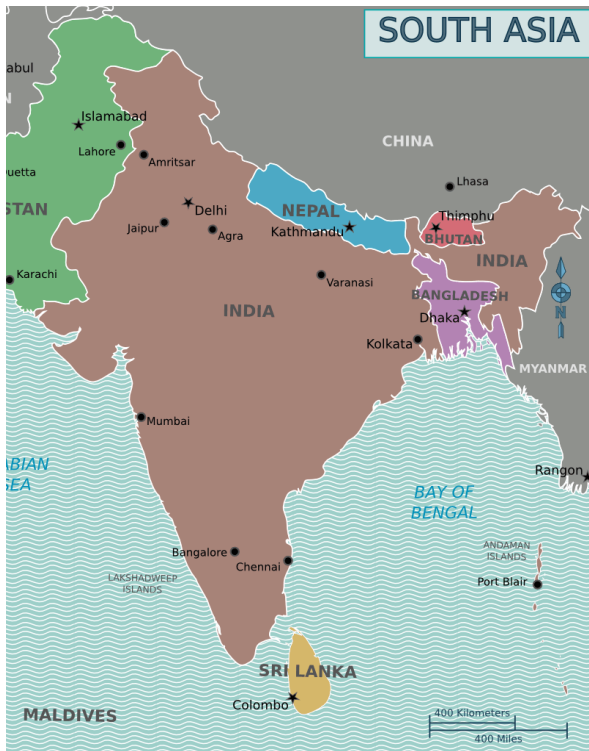 SOUTH ASIA
abul
N
Islamabad
CHINA
Lahore
Amritsar
uetta
Lhasa
STAN
Delhi
NEPAL
Thimphu
Jaipur
Agra
Kathmandu
BHUTAN
INDIA
Karachi
Varanasi
BANGLADESH
INDIA
Dhaka
N
Kolkata
MYANMAR
Mumbai
ABIAN
SEA
Rangon
BAY OF
BENGAL
ANDAMAN
ISLANDS
Bangalore
Chennai
LAKSHADWEEP
ISLANDS
Port Blair
SRI LANKA
Colombo
MALDIVES
400 Kilometers
400 Miles